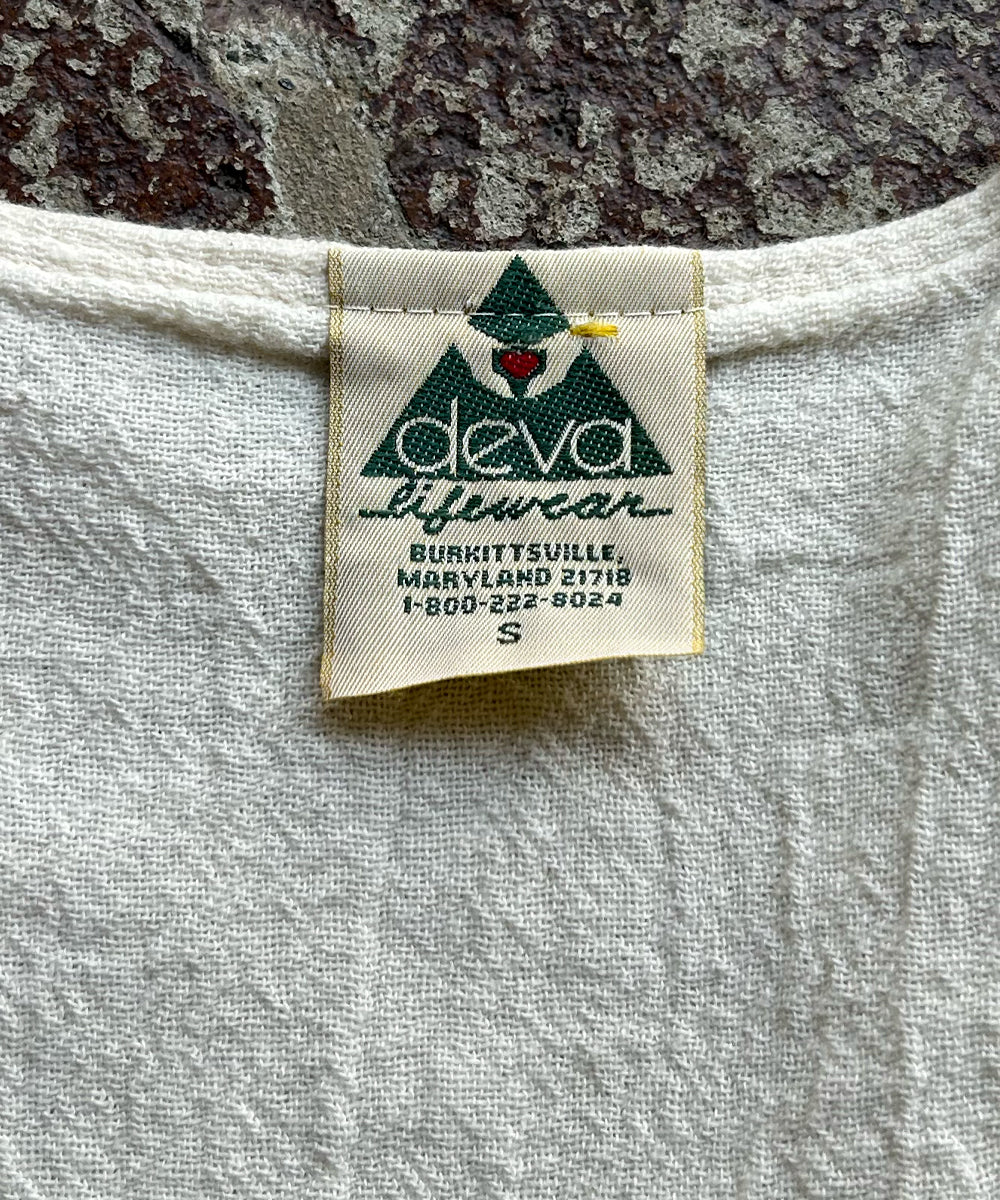 deva
lifewear
BURKITTSVILLE,
MARYLAND 21718
1-800-222-8024
S